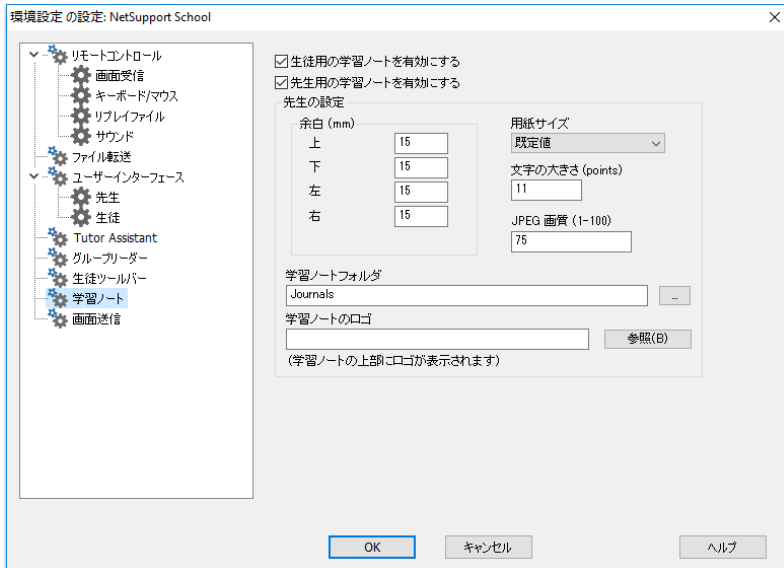 環境設定 の設定: NetSupport School
リモートコントロール
画面受信
キーボード/マウス
リプレイファイル
サウンド
ファイル転送
ユーザーインターフェース
先生
生徒
Tutor Assistant
グループリーダー
生徒ツールバー
学習ノート
画面送信
生徒用の学習ノートを有効にする
先生用の学習ノートを有効にする
先生の設定
余白 (mm)
上 15
下 15
左 15
右 15
用紙サイズ
既定値
文字の大きさ (points)
11
JPEG 画質 (1-100)
75
学習ノートフォルダ
Journals ...
学習ノートのロゴ
参照(B)
(学習ノートの上部にロゴが表示されます)
OK キャンセル ヘルプ